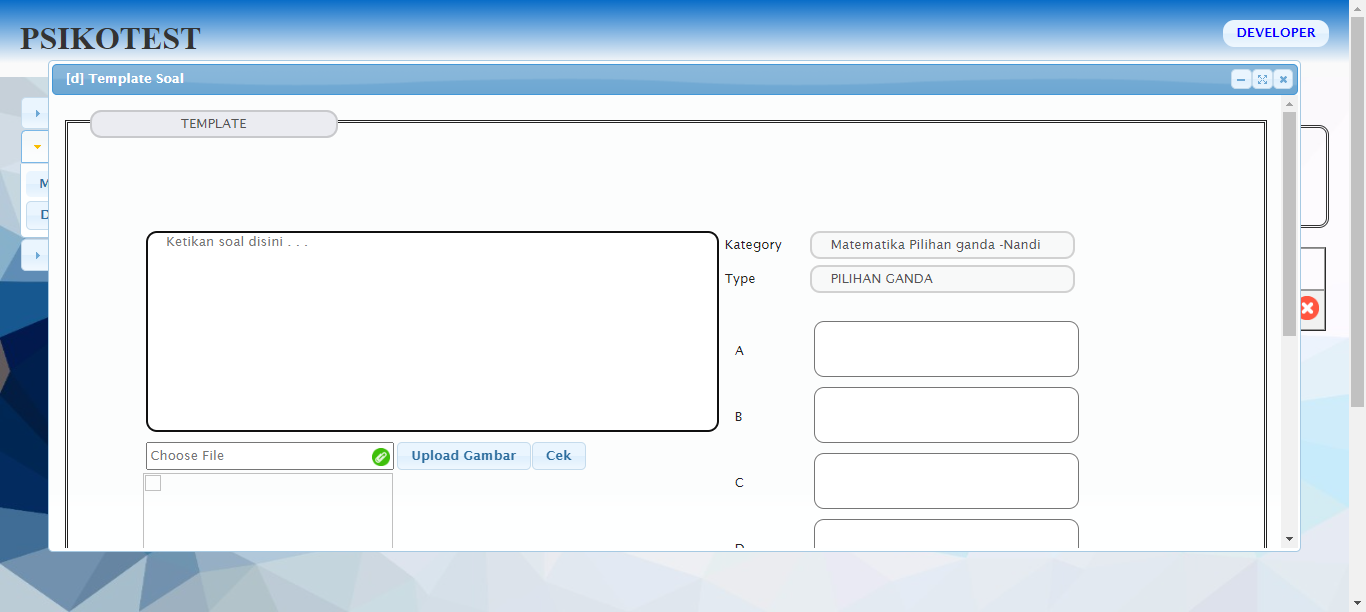 PSIKOTEST
DEVELOPER
[d] Template Soal
TEMPLATE
Ketikan soal disini . . .
Kategory
Matematika Pilihan ganda -Nandi
Type
PILIHAN GANDA
A
B
C
Choose File
Upload Gambar
Cek